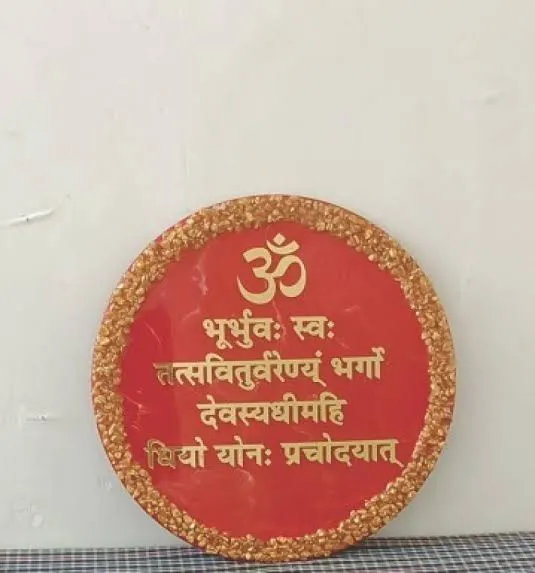 ॐ
भूर्भुवः स्वः
तत्सवितुर्वरेण्यं भर्गो
देवस्यधीमहि
धियो योनः प्रचोदयात्